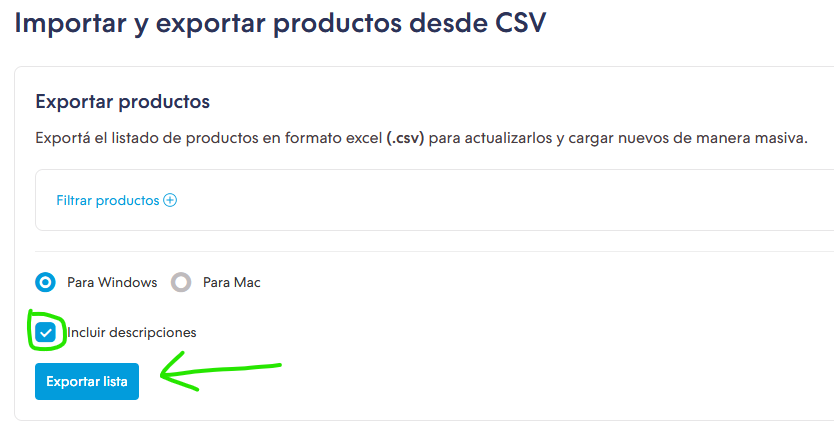 Importar y exportar productos desde CSV
Exportar productos
Exportá el listado de productos en formato excel (.csv) para actualizarlos y cargar nuevos de manera masiva.
Filtrar productos
Para Windows Para Mac
Incluir descripciones
Exportar lista